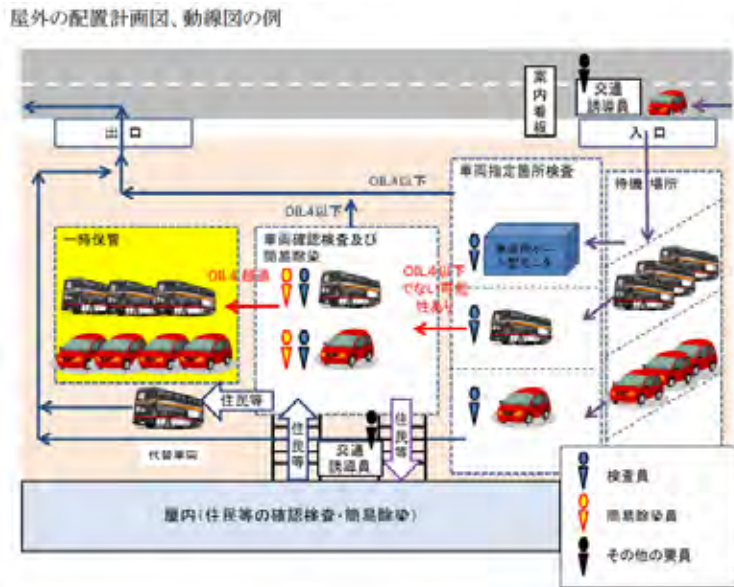 屋外の配置計画図、動線図の例
案内看板
交通
誘導員
出口
入口
OIL4以下
車両指定箇所検査
待機場所
OIL4以下
一時保管
車両確認検査及び
簡易除染
OIL4超過
OIL4以下
でない可能
性あり
住民等
代替車両
住民等
交通
誘導員
住民等
屋内(住民等の確認検査・簡易除染)
検査員
簡易除染員
その他の要員